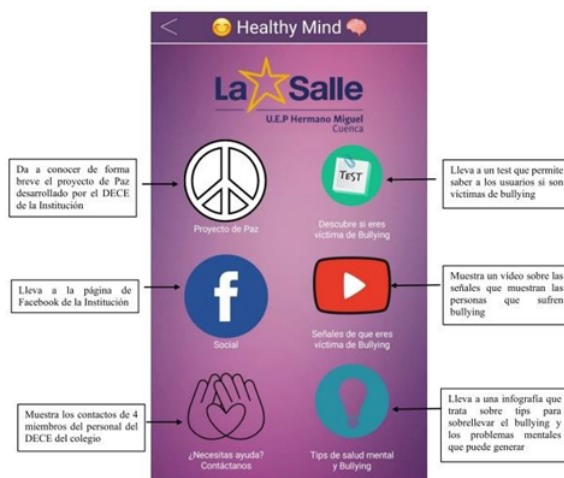 Healthy Mind
La Salle
U.E.P Hermano Miguel
Cuenca
Da a conocer de forma
breve el proyecto de Paz
desarrollado por el DECE
de la Institución
Proyecto de Paz
TEST
Descubre si eres
víctima de Bullying
Lleva a un test que permite
saber a los usuarios si son
víctimas de bullying
Lleva a la página de
Facebook de la Institución
f
Social
Señales de que eres
víctima de Bullying
Muestra un vídeo sobre las
señales que muestran las
personas que sufren
bullying
Muestra los contactos de 4
miembros del personal del
DECE del colegio
¿Necesitas ayuda?
Contáctanos
Tips de salud mental
y Bullying
Lleva a una infografía que
trata sobre tips para
sobrellevar el bullying y
los problemas mentales
que puede generar